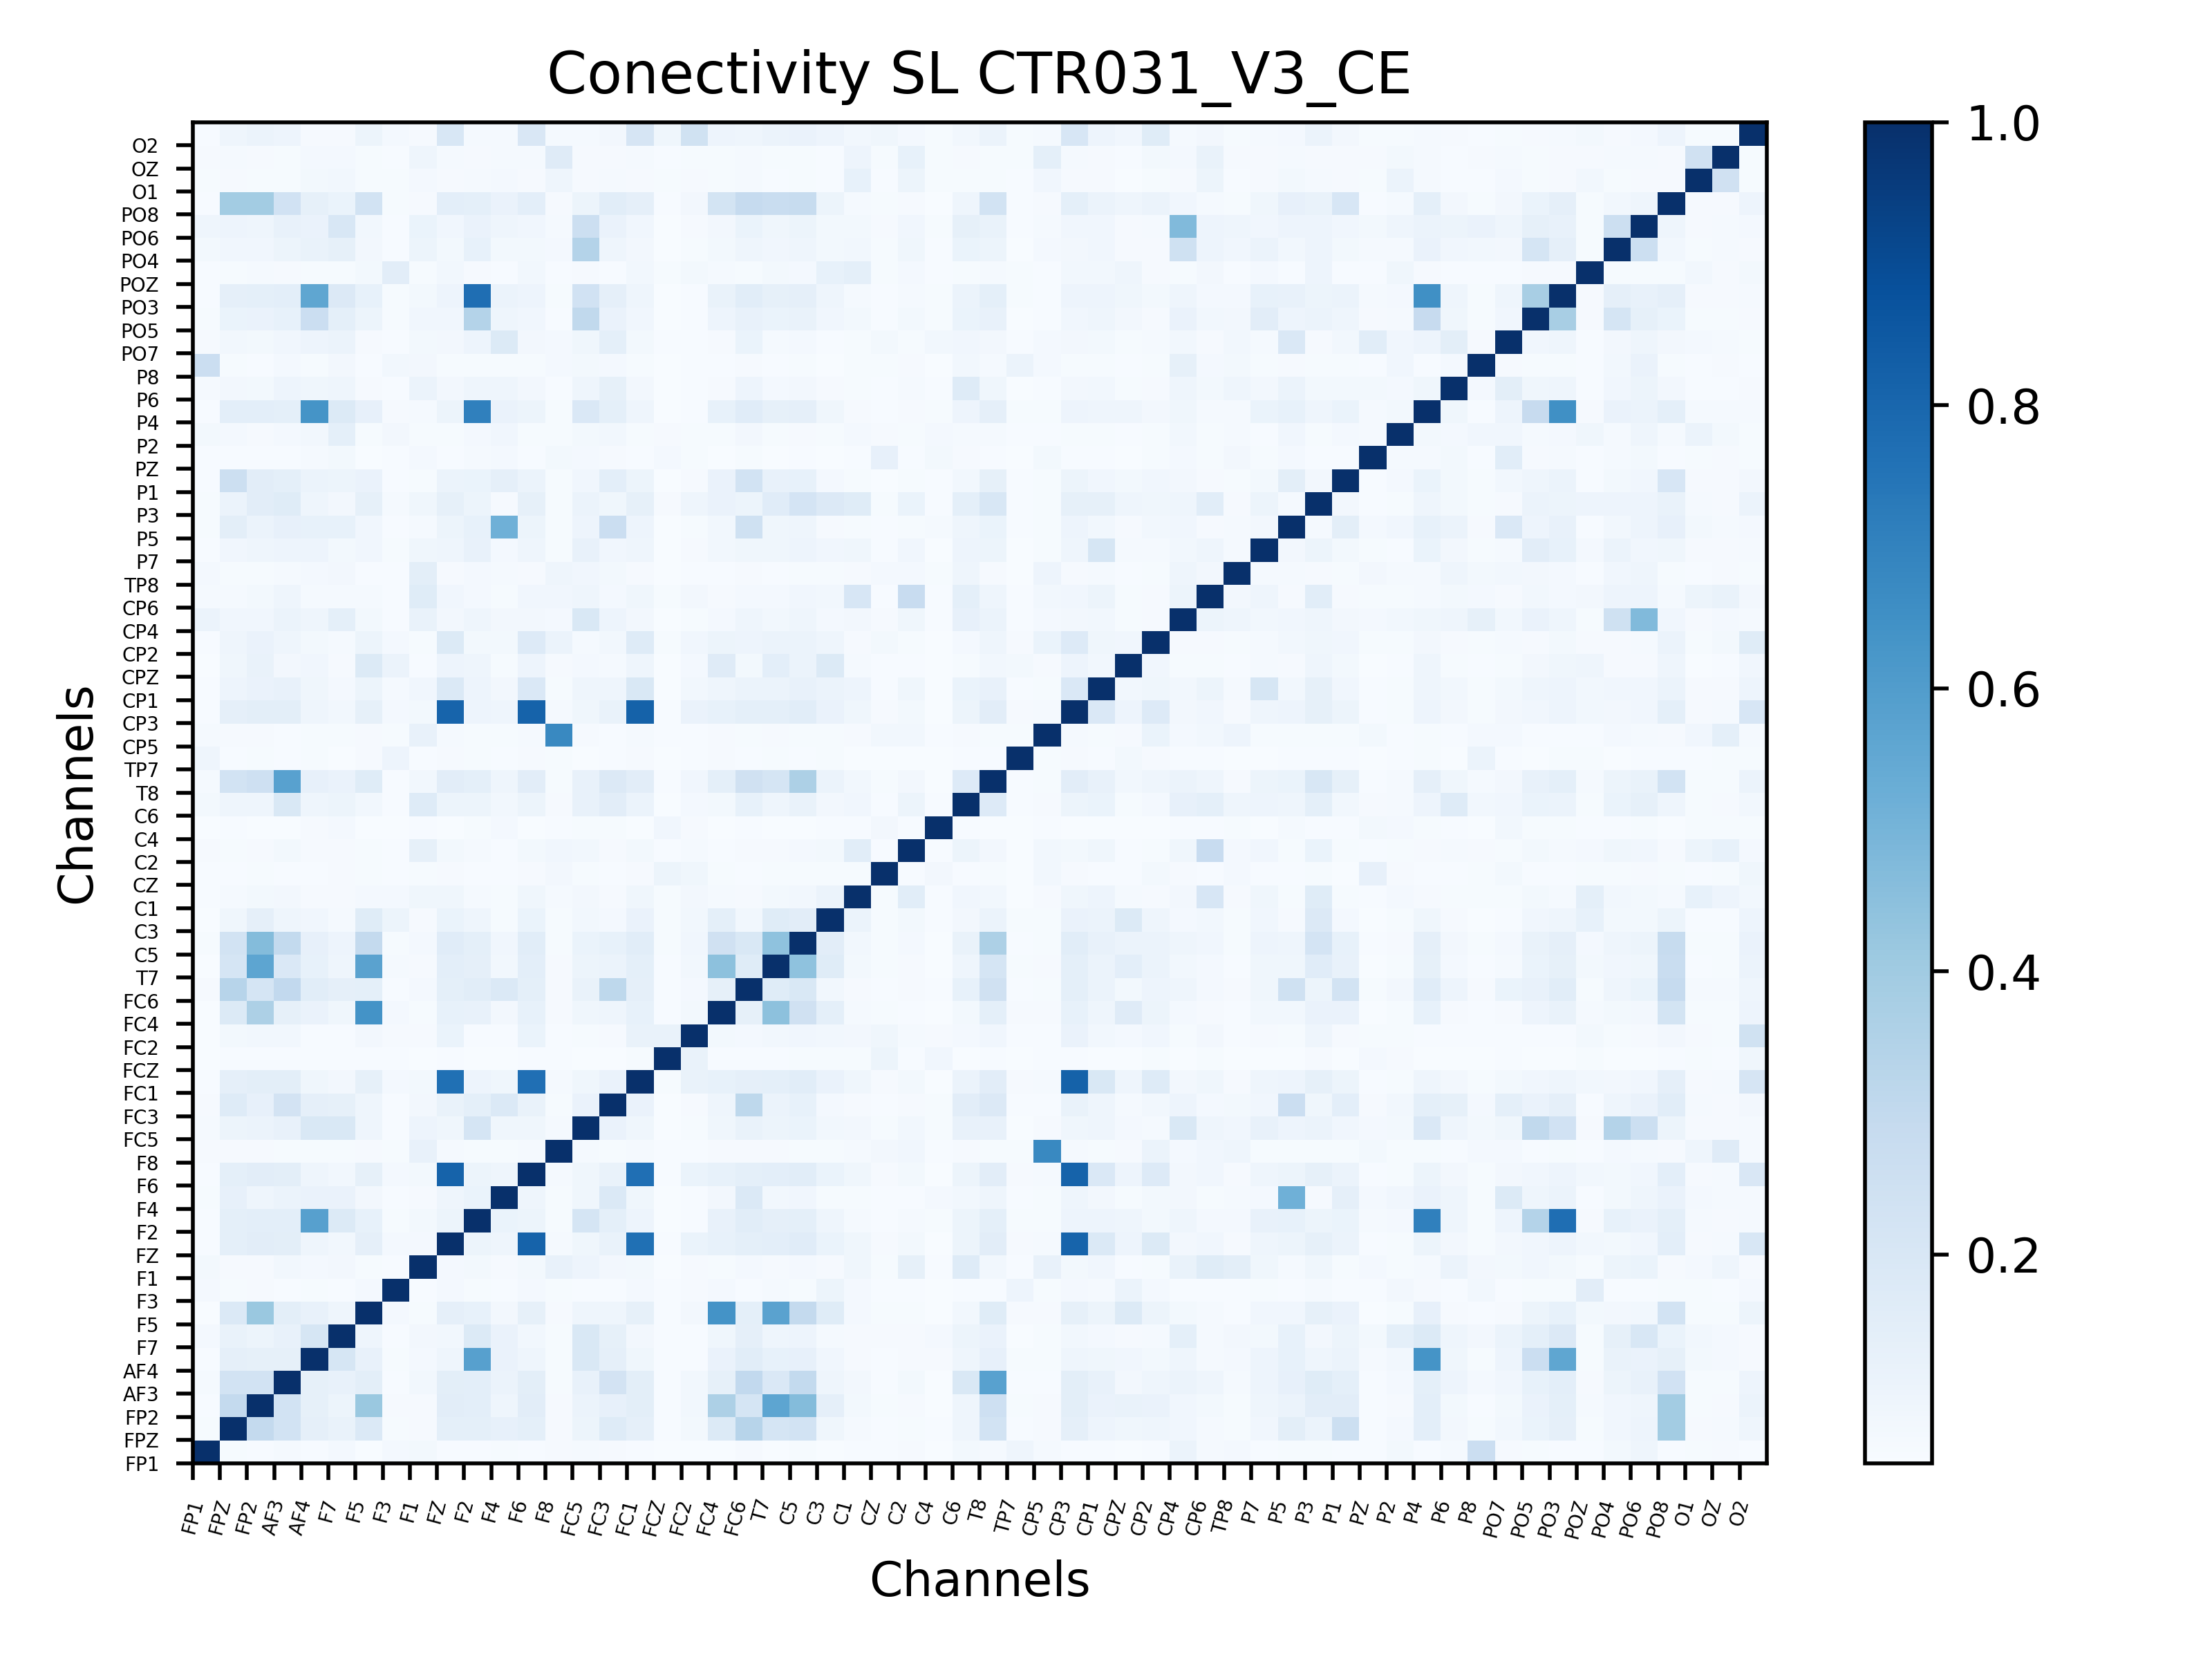 Conectivity SL CTR031_V3_CE
1.0
0.8
0.6
0.4
0.2
Channels
O2
OZ
O1
PO8
PO6
PO4
POZ
PO3
PO5
PO7
P8
P6
P4
P2
PZ
P1
P3
P5
P7
TP8
CP6
CP4
CP2
CPZ
CP1
CP3
CP5
TP7
T8
C6
C4
C2
CZ
C1
C3
C5
T7
FC6
FC4
FC2
FCZ
FC1
FC3
FC5
F8
F6
F4
F2
FZ
F1
F3
F5
F7
AF4
AF3
FP2
FPZ
FP1
FP1 FPZ FP2 AF3 AF4 F7 F5 F3 F1 FZ F2 F4 F6 F8 FC5 FC3 FC1 FCZ FC2 FC4 FC6 T7 C5 C3 C1 CZ C2 C4 C6 T8 TP7 CP5 CP3 CP1 CPZ CP2 CP4 CP6 TP8 P7 P5 P3 P1 PZ P2 P4 P6 P8 PO7 PO5 PO3 POZ PO4 PO6 PO8 O1 OZ O2
Channels